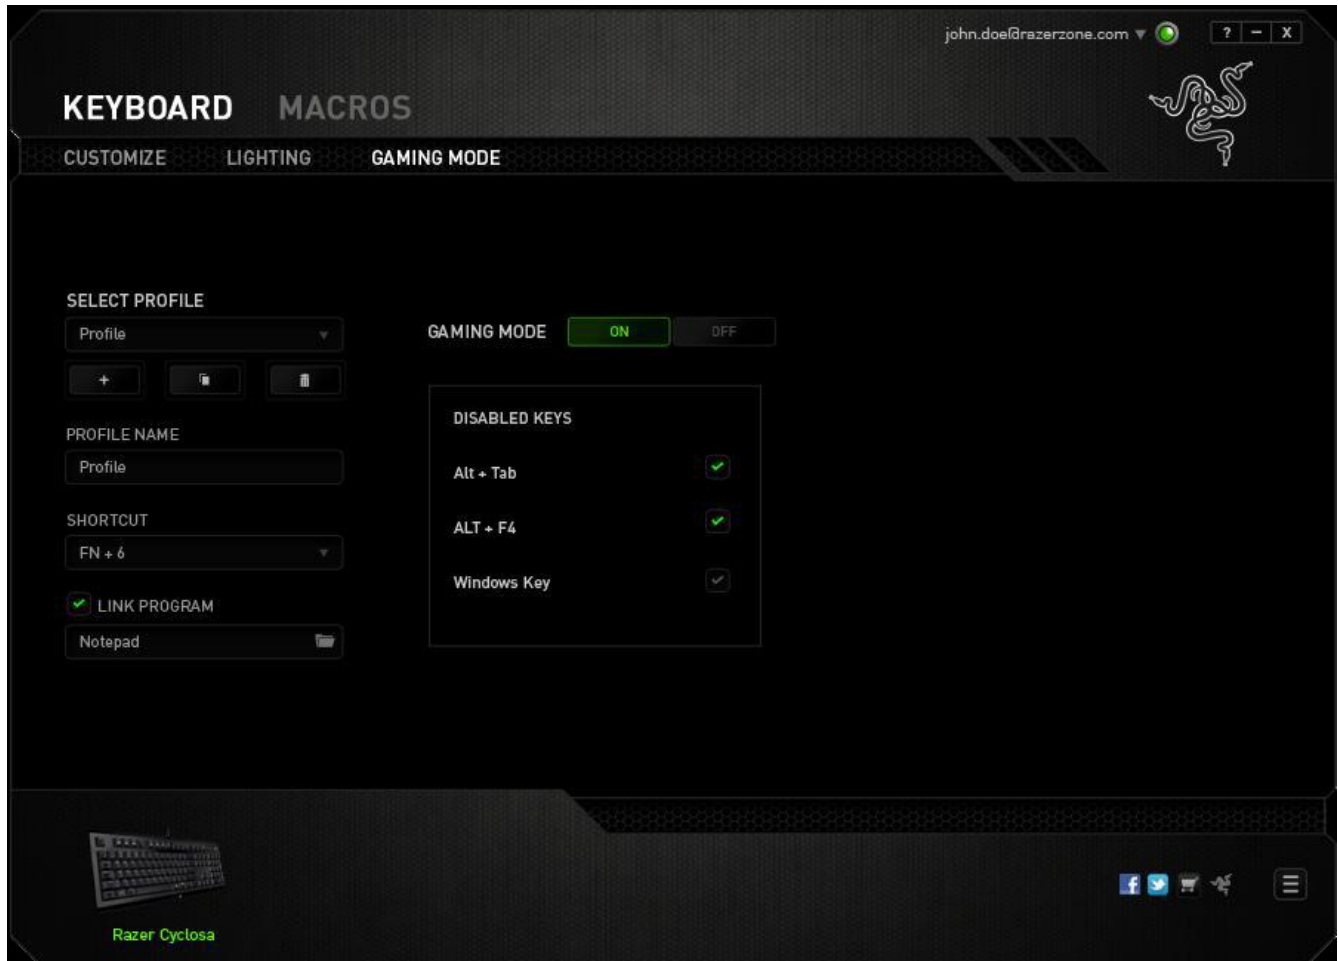 john.doe@razerzone.com
? - X
KEYBOARD MACROS
CUSTOMIZE LIGHTING GAMING MODE
SELECT PROFILE
Profile
GAMING MODE ON OFF
+
DISABLED KEYS
PROFILE NAME
Profile
Alt + Tab
SHORTCUT
ALT + F4
FN + 6
Windows Key
LINK PROGRAM
Notepad
Razer Cyclosa